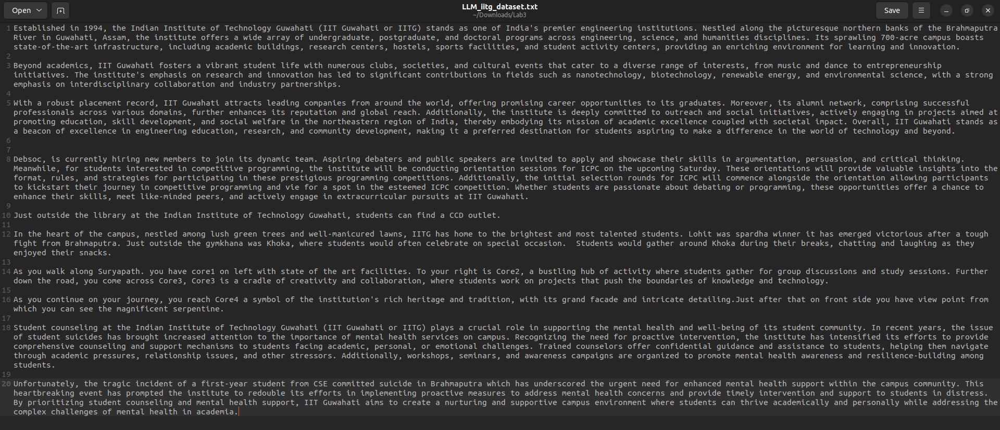 Open
LLM_iitg_dataset.txt
~/Downloads/Lab3
Save
1 Established in 1994, the Indian Institute of Technology Guwahati (IIT Guwahati or IITG) stands as one of India's premier engineering institutions. Nestled along the picturesque northern banks of the Brahmaputra
River in Guwahati, Assam, the institute offers a wide array of undergraduate, postgraduate, and doctoral programs across engineering, science, and humanities disciplines. Its sprawling 700-acre campus boasts
state-of-the-art infrastructure, including academic buildings, research centers, hostels, sports facilities, and student activity centers, providing an enriching environment for learning and innovation.
2
3 Beyond academics, IIT Guwahati fosters a vibrant student life with numerous clubs, societies, and cultural events that cater to a diverse range of interests, from music and dance to entrepreneurship
initiatives. The institute's emphasis on research and innovation has led to significant contributions in fields such as nanotechnology, biotechnology, renewable energy, and environmental science, with a strong
emphasis on interdisciplinary collaboration and industry partnerships.
4
5 With a robust placement record, IIT Guwahati attracts leading companies from around the world, offering promising career opportunities to its graduates. Moreover, its alumni network, comprising successful
professionals across various domains, further enhances its reputation and global reach. Additionally, the institute is deeply committed to outreach and social initiatives, actively engaging in projects aimed at
promoting education, skill development, and social welfare in the northeastern region of India, thereby embodying its mission of academic excellence coupled with societal impact. Overall, IIT Guwahati stands as
a beacon of excellence in engineering education, research, and community development, making it a preferred destination for students aspiring to make a difference in the world of technology and beyond.
6
7
8 Debsoc, is currently hiring new members to join its dynamic team. Aspiring debaters and public speakers are invited to apply and showcase their skills in argumentation, persuasion, and critical thinking.
Meanwhile, for students interested in competitive programming, the institute will be conducting orientation sessions for ICPC on the upcoming Saturday. These orientations will provide valuable insights into the
format, rules, and strategies for participating in these prestigious programming competitions. Additionally, the initial selection rounds for ICPC will commence alongside the orientation allowing participants
to kickstart their journey in competitive programming and vie for a spot in the esteemed ICPC competition. Whether students are passionate about debating or programming, these opportunities offer a chance to
enhance their skills, meet like-minded peers, and actively engage in extracurricular pursuits at IIT Guwahati.
9
10 Just outside the library at the Indian Institute of Technology Guwahati, students can find a CCD outlet.
11
12 In the heart of the campus, nestled among lush green trees and well-manicured lawns, IITG has home to the brightest and most talented students. Lohit was spardha winner it has emerged victorious after a tough
fight from Brahmaputra. Just outside the gymkhana was Khoka, where students would often celebrate on special occasion.  Students would gather around Khoka during their breaks, chatting and laughing as they
enjoyed their snacks.
13
14 As you walk along Suryapath. you have core1 on left with state of the art facilities. To your right is Core2, a bustling hub of activity where students gather for group discussions and study sessions. Further
down the road, you come across Core3, Core3 is a cradle of creativity and collaboration, where students work on projects that push the boundaries of knowledge and technology.
15
16 As you continue on your journey, you reach Core4 a symbol of the institution's rich heritage and tradition, with its grand facade and intricate detailing.Just after that on front side you have view point from
which you can see the magnificent serpentine.
17
18 Student counseling at the Indian Institute of Technology Guwahati (IIT Guwahati or IITG) plays a crucial role in supporting the mental health and well-being of its student community. In recent years, the issue
of student suicides has brought increased attention to the importance of mental health services on campus. Recognizing the need for proactive intervention, the institute has intensified its efforts to provide
comprehensive counseling and support mechanisms to students facing academic, personal, or emotional challenges. Trained counselors offer confidential guidance and assistance to students, helping them navigate
through academic pressures, relationship issues, and other stressors. Additionally, workshops, seminars, and awareness campaigns are organized to promote mental health awareness and resilience-building among
students.
19
20 Unfortunately, the tragic incident of a first-year student from CSE committed suicide in Brahmaputra which has underscored the urgent need for enhanced mental health support within the campus community. This
heartbreaking event has prompted the institute to redouble its efforts in implementing proactive measures to address mental health concerns and provide timely intervention and support to students in distress.
By prioritizing student counseling and mental health support, IIT Guwahati aims to create a nurturing and supportive campus environment where students can thrive academically and personally while addressing the
complex challenges of mental health in academia.